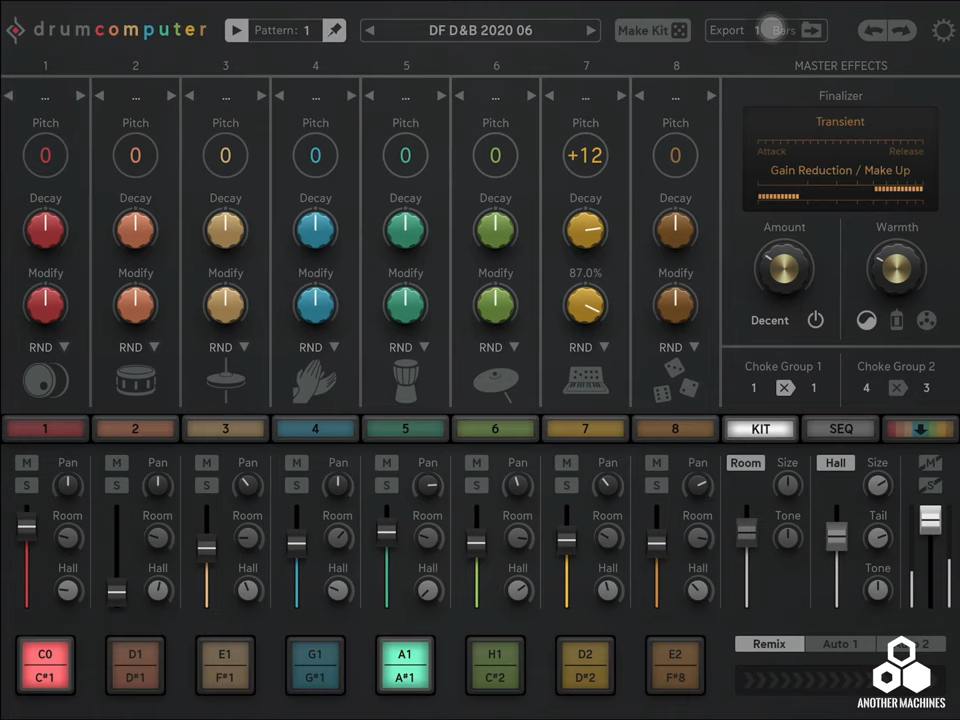 drumcomputer Pattern: 1 DF D&B 2020 06 Make Kit Export 1 Bars
1 2 3 4 5 6 7 8 MASTER EFFECTS
... ... ... ... ... ... ... ... Finalizer
Pitch Pitch Pitch Pitch Pitch Pitch Pitch Pitch Transient
Attack Release
0 0 0 0 0 0 +12 0 Gain Reduction / Make Up
Decay Decay Decay Decay Decay Decay Decay Decay
Amount Warmth
Modify Modify Modify Modify Modify Modify 87.0% Modify
Decent
RND RND RND RND RND RND RND RND
Choke Group 1 Choke Group 2
1 X 1 4 X 3
1 2 3 4 5 6 7 8 KIT SEQ
M Pan M Pan M Pan M Pan M Pan M Pan M Pan M Pan Room Size Hall Size M
S S S S S S S S S
Room Room Room Room Room Room Room Room Tone Tail
Hall Hall Hall Hall Hall Hall Hall Hall Tone
C0 D1 E1 G1 A1 H1 D2 E2 Remix Auto 1 2
C#1 D#1 F#1 G#1 A#1 C#2 D#2 F#8
ANOTHER MACHINES